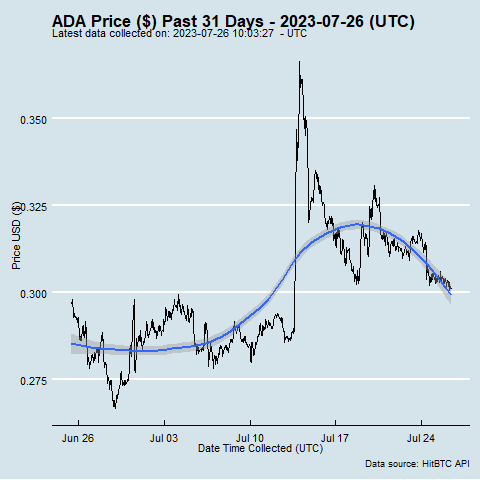 ADA Price ($) Past 31 Days - 2023-07-26 (UTC)
Latest data collected on: 2023-07-26 10:03:27  - UTC
Price USD ($)
0.350
0.325
0.300
0.275
Jun 26
Jul 03
Jul 10
Jul 17
Jul 24
Date Time Collected (UTC)
Data source: HitBTC API